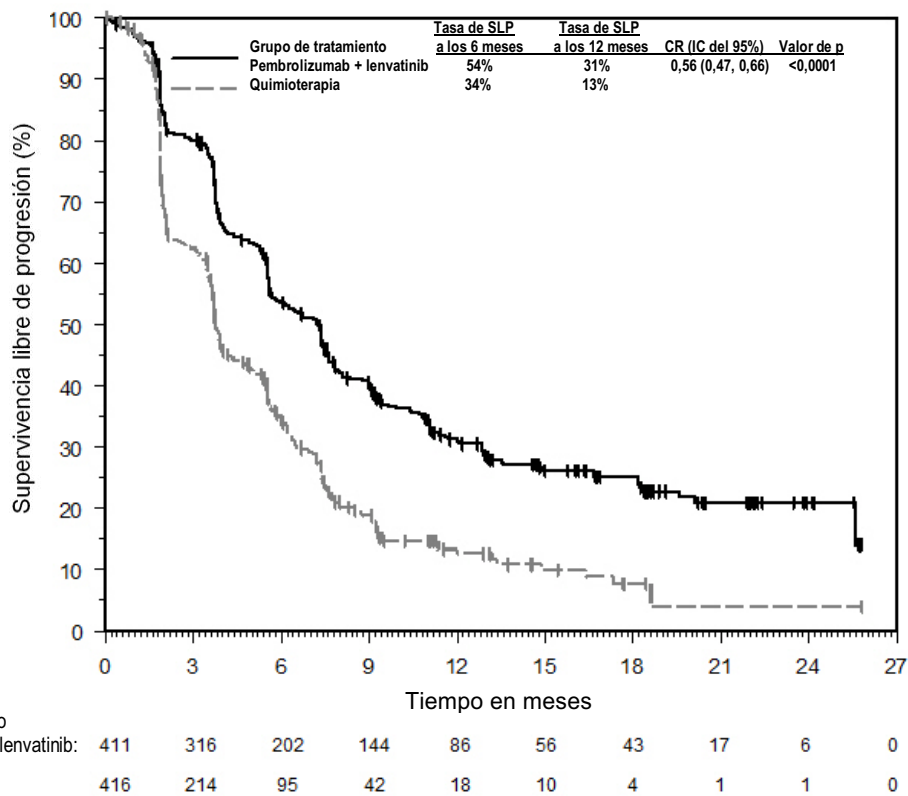 Tasa de SLP Tasa de SLP
Grupo de tratamiento a los 6 meses a los 12 meses CR (IC del 95%) Valor de p
Pembrolizumab + lenvatinib 54% 31% 0,56 (0,47, 0,66) <0,0001
Quimioterapia 34% 13%
Supervivencia libre de progresión (%)
100
90
80
70
60
50
40
30
20
10
0
0 3 6 9 12 15 18 21 24 27
Tiempo en meses
lenvatinib: 411 316 202 144 86 56 43 17 6 0
416 214 95 42 18 10 4 1 1 0